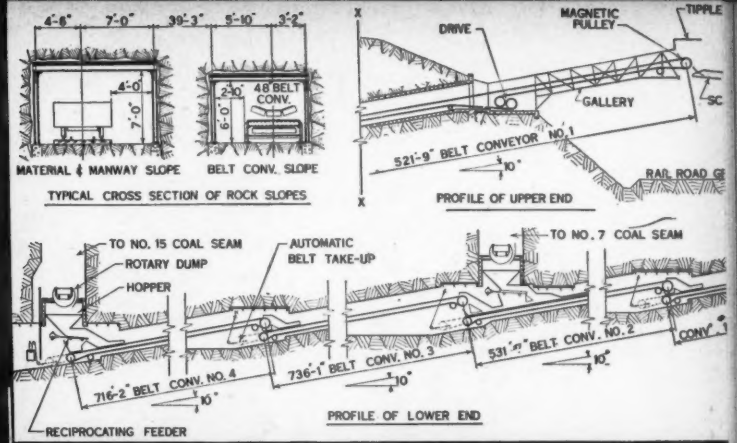 4'-6" 7'-0" 39'-3" 5'-10" 3'-2"
4'-0"
7'-0"
2'-10"
6'-0"
48 BELT
CONV.
MATERIAL & MANWAY SLOPE
BELT CONV. SLOPE
TYPICAL CROSS SECTION OF ROCK SLOPES
X
DRIVE
MAGNETIC
PULLEY
TIPPLE
SC
GALLERY
521'-9" BELT CONVEYOR NO. 1
10°
RAIL ROAD
X
PROFILE OF UPPER END
TO NO. 15 COAL SEAM
ROTARY DUMP
HOPPER
AUTOMATIC
BELT TAKE-UP
TO NO. 7 COAL SEAM
716'-2" BELT CONV. NO. 4
10°
736'-1" BELT CONV. NO. 3
10°
BELT CONV. NO. 2
10°
CONV.
PROFILE OF LOWER END
RECIPROCATING FEEDER